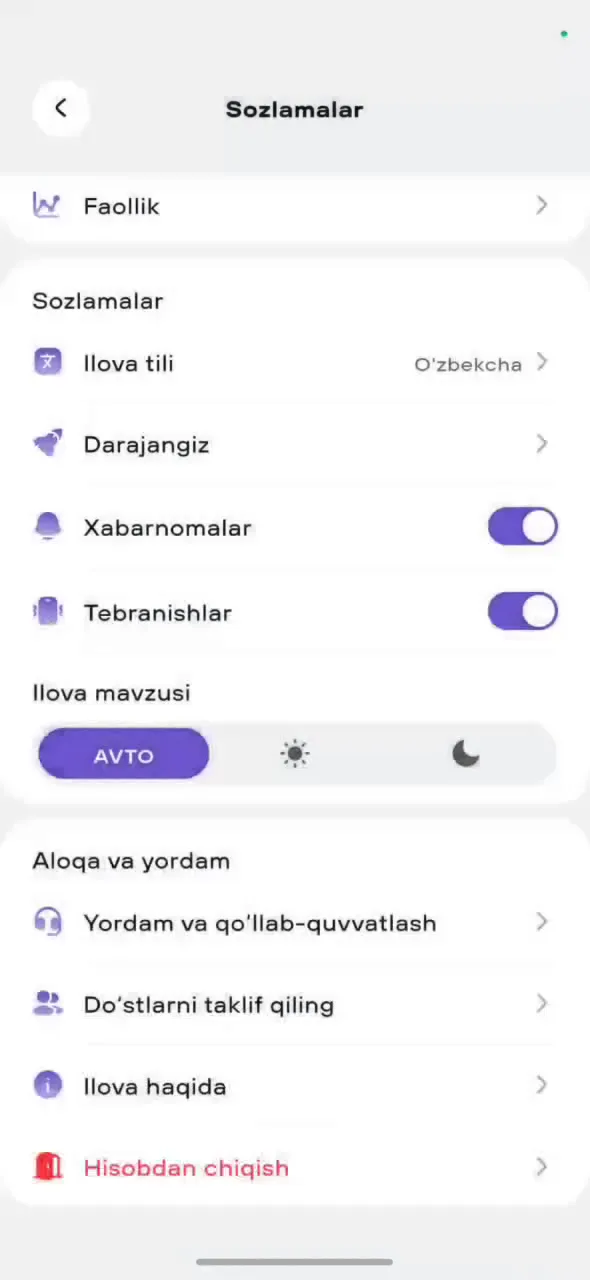 Sozlamalar
Faollik
Sozlamalar
Ilova tili
O'zbekcha
Darajangiz
Xabarnomalar
Tebranishlar
Ilova mavzusi
AVTO
Aloqa va yordam
Yordam va qo'llab-quvvatlash
Do'stlarni taklif qiling
Ilova haqida
Hisobdan chiqish